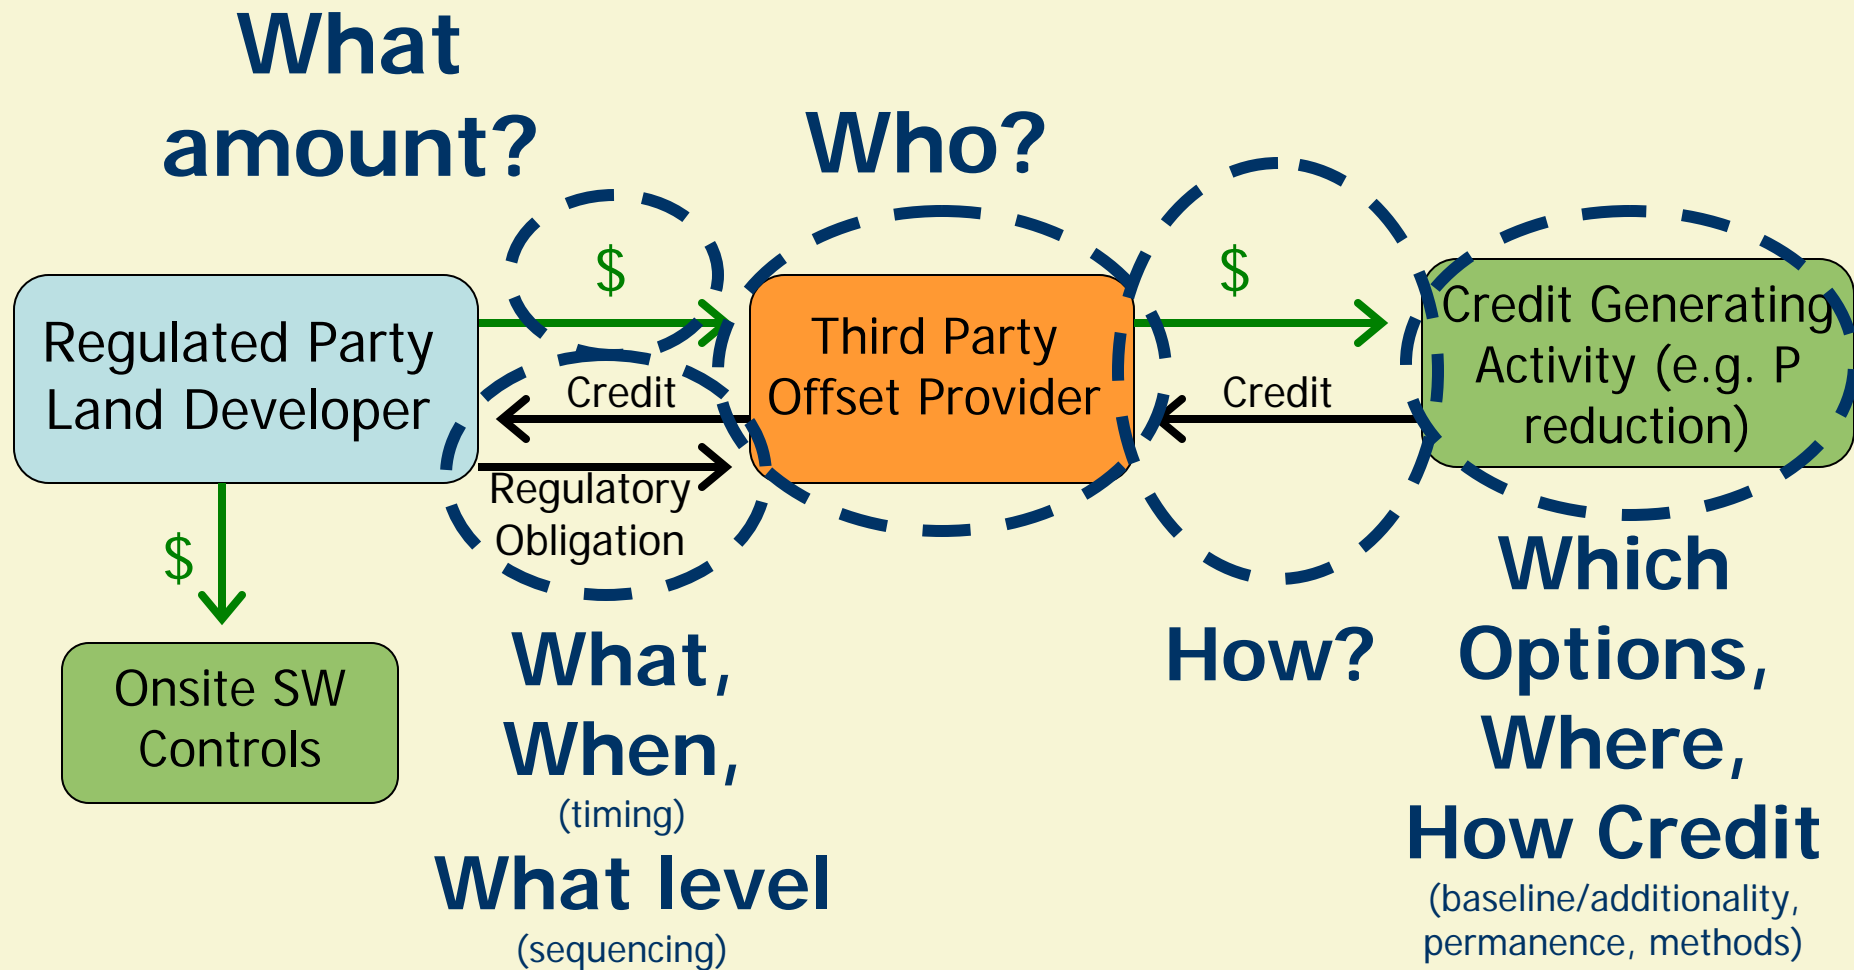 What
amount?
Who?
$
$
Regulated Party
Land Developer
Third Party
Offset Provider
Credit Generating
Activity (e.g. P
reduction)
Credit
Credit
Regulatory
Obligation
$
Onsite SW
Controls
What,
When,
(timing)
What level
(sequencing)
How?
Which
Options,
Where,
How Credit
(baseline/additionality,
permanence, methods)